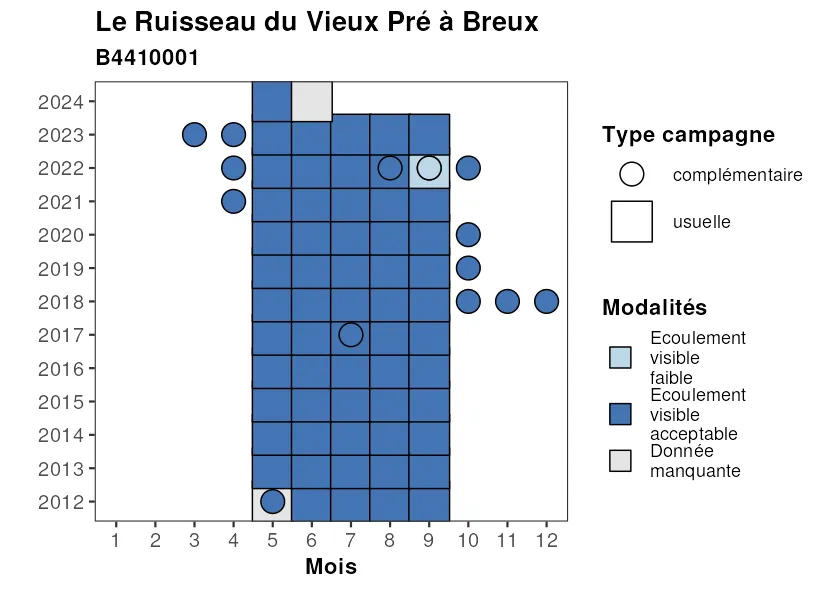 Le Ruisseau du Vieux Pré à Breux
B4410001
2024
2023
2022
2021
2020
2019
2018
2017
2016
2015
2014
2013
2012
1 2 3 4 5 6 7 8 9 10 11 12
Mois
Type campagne
complémentaire
usuelle
Modalités
Ecoulement
visible
faible
Ecoulement
visible
acceptable
Donnée
manquante